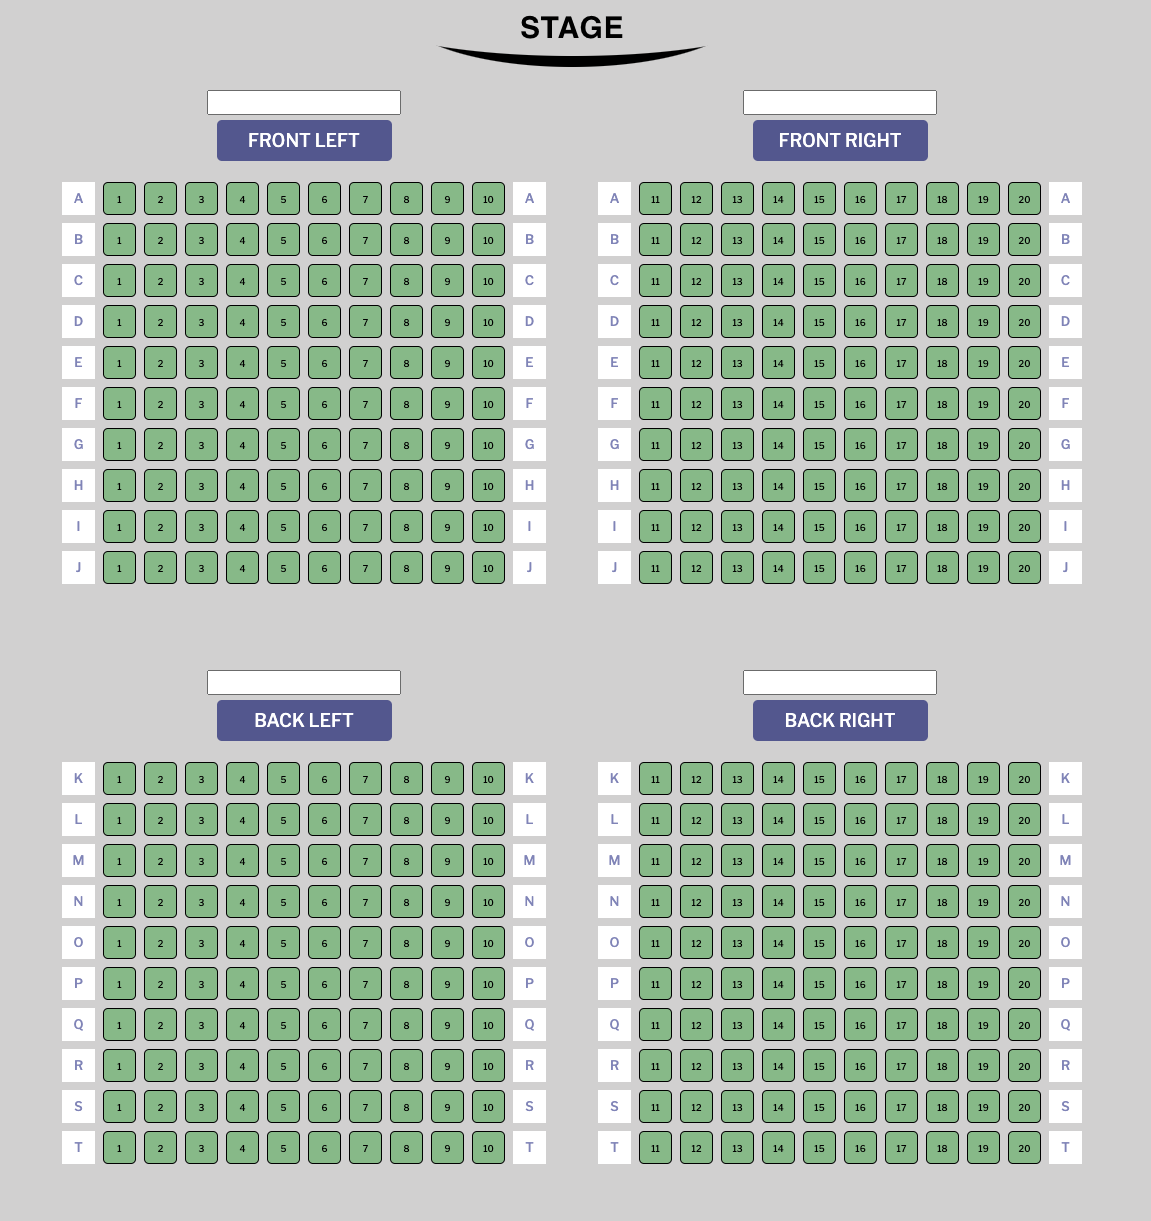 STAGE
FRONT LEFT FRONT RIGHT
A 1 2 3 4 5 6 7 8 9 10 A A 11 12 13 14 15 16 17 18 19 20 A
B 1 2 3 4 5 6 7 8 9 10 B B 11 12 13 14 15 16 17 18 19 20 B
C 1 2 3 4 5 6 7 8 9 10 C C 11 12 13 14 15 16 17 18 19 20 C
D 1 2 3 4 5 6 7 8 9 10 D D 11 12 13 14 15 16 17 18 19 20 D
E 1 2 3 4 5 6 7 8 9 10 E E 11 12 13 14 15 16 17 18 19 20 E
F 1 2 3 4 5 6 7 8 9 10 F F 11 12 13 14 15 16 17 18 19 20 F
G 1 2 3 4 5 6 7 8 9 10 G G 11 12 13 14 15 16 17 18 19 20 G
H 1 2 3 4 5 6 7 8 9 10 H H 11 12 13 14 15 16 17 18 19 20 H
I 1 2 3 4 5 6 7 8 9 10 I I 11 12 13 14 15 16 17 18 19 20 I
J 1 2 3 4 5 6 7 8 9 10 J J 11 12 13 14 15 16 17 18 19 20 J
BACK LEFT BACK RIGHT
K 1 2 3 4 5 6 7 8 9 10 K K 11 12 13 14 15 16 17 18 19 20 K
L 1 2 3 4 5 6 7 8 9 10 L L 11 12 13 14 15 16 17 18 19 20 L
M 1 2 3 4 5 6 7 8 9 10 M M 11 12 13 14 15 16 17 18 19 20 M
N 1 2 3 4 5 6 7 8 9 10 N N 11 12 13 14 15 16 17 18 19 20 N
O 1 2 3 4 5 6 7 8 9 10 O O 11 12 13 14 15 16 17 18 19 20 O
P 1 2 3 4 5 6 7 8 9 10 P P 11 12 13 14 15 16 17 18 19 20 P
Q 1 2 3 4 5 6 7 8 9 10 Q Q 11 12 13 14 15 16 17 18 19 20 Q
R 1 2 3 4 5 6 7 8 9 10 R R 11 12 13 14 15 16 17 18 19 20 R
S 1 2 3 4 5 6 7 8 9 10 S S 11 12 13 14 15 16 17 18 19 20 S
T 1 2 3 4 5 6 7 8 9 10 T T 11 12 13 14 15 16 17 18 19 20 T